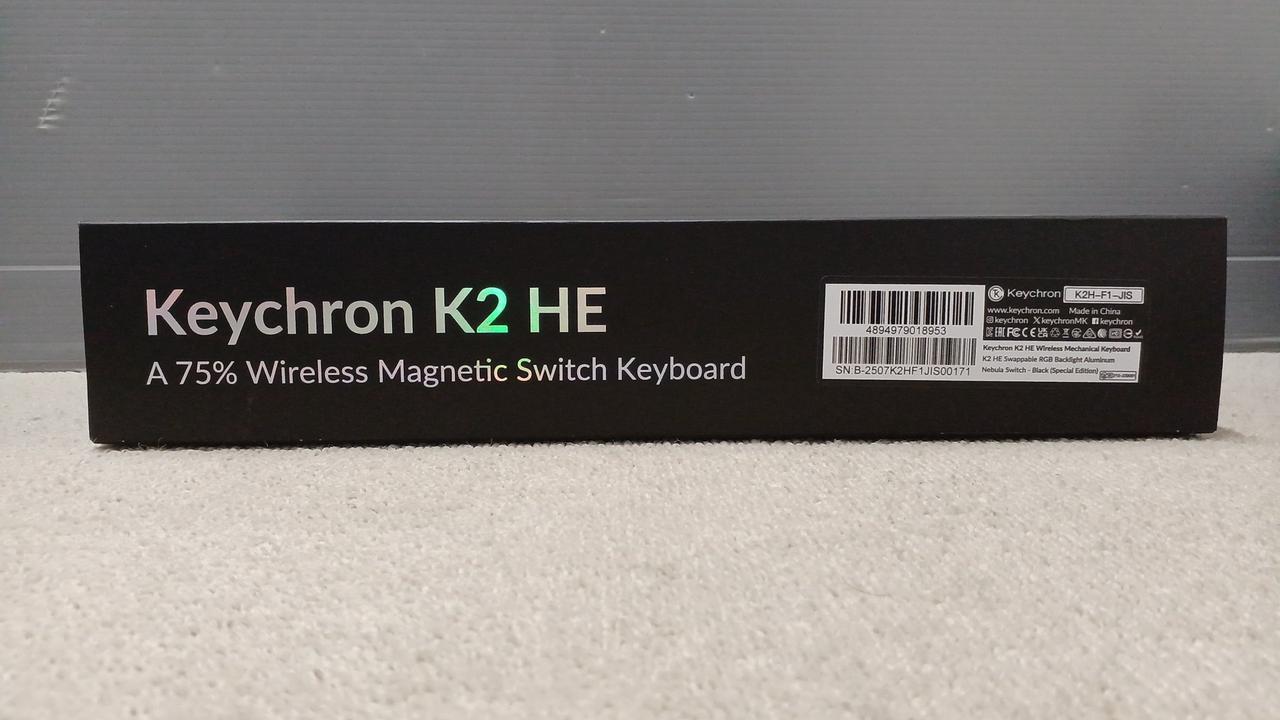 Keychron K2 HE
A 75% Wireless Magnetic Switch Keyboard
4894979018953
SN:B-2507K2HF1JIS00171
Keychron K2H-F1-JIS
www.keychron.com Made in China
keychron keychronMK keychron
Keychron K2 HE Wireless Mechanical Keyboard
K2 HE Swappable RGB Backlight Aluminum
Nebula Switch - Black (Special Edition)